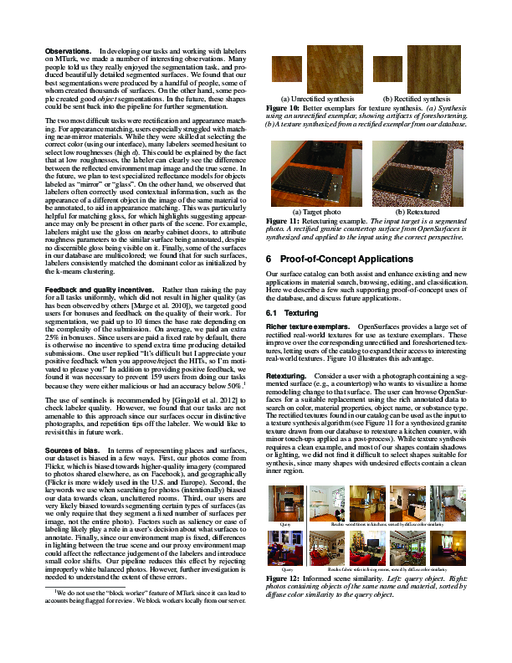 Observations. In developing our tasks and working with labelers
on MTurk, we made a number of interesting observations. Many
people told us they really enjoyed the segmentation task, and pro-
duced beautifully detailed segmented surfaces. We found that our
best segmentations were produced by a handful of people, some of
whom created thousands of surfaces. On the other hand, some peo-
ple created good object segmentations. In the future, these shapes
could be sent back into the pipeline for further segmentation.
The two most difficult tasks were rectification and appearance match-
ing. For appearance matching, users especially struggled with match-
ing near-mirror materials. While they were skilled at selecting the
correct color (using our interface), many labelers seemed hesitant to
select low roughnesses (high d). This could be explained by the fact
that at low roughnesses, the labeler can clearly see the difference
between the reflected environment map image and the true scene. In
the future, we plan to test specialized reflectance models for objects
labeled as “mirror” or “glass”. On the other hand, we observed that
labelers often correctly used contextual information, such as the
appearance of a different object in the image of the same material to
be annotated, to aid in appearance matching. This was particularly
helpful for matching gloss, for which highlights suggesting appear-
ance may only be present in other parts of the scene. For example,
labelers might use the gloss on nearby cabinet doors, to attribute
roughness parameters to the similar surface being annotated, despite
no discernible gloss being visible on it. Finally, some of the surfaces
in our database are multicolored; we found that for such surfaces,
labelers consistently matched the dominant color as initialized by
the k-means clustering.
Feedback and quality incentives. Rather than raising the pay
for all tasks uniformly, which did not result in higher quality (as
has been observed by others [Marge et al. 2010]), we targeted good
users for bonuses and feedback on the quality of their work. For
segmentation, we paid up to 10 times the base rate depending on
the complexity of the submission. On average, we paid an extra
25% in bonuses. Since users are paid a fixed rate by default, there
is otherwise no incentive to spend extra time producing detailed
submissions. One user replied “It’s difficult but I appreciate your
positive feedback when you approve/reject the HITs, so I’m moti-
vated to please you!” In addition to providing positive feedback, we
found it was necessary to prevent 159 users from doing our tasks
because they were either malicious or had an accuracy below 50%.1
The use of sentinels is recommended by [Gingold et al. 2012] to
check labeler quality. However, we found that our tasks are not
amenable to this approach since our surfaces occur in distinctive
photographs, and repetition tips off the labeler. We would like to
revisit this in future work.
Sources of bias. In terms of representing places and surfaces,
our dataset is biased in a few ways. First, our photos come from
Flickr, which is biased towards higher-quality imagery (compared
to photos shared elsewhere, as on Facebook), and geographically
(Flickr is more widely used in the U.S. and Europe). Second, the
keywords we use when searching for photos (intentionally) biased
our data towards clean, uncluttered rooms. Third, our users are
very likely biased towards segmenting certain types of surfaces (as
we only require that they segment a fixed number of surfaces per
image, not the entire photo). Factors such as saliency or ease of
labeling likely play a role in a user’s decision about what surfaces to
annotate. Finally, since our environment map is fixed, differences
in lighting between the true scene and our proxy environment map
could affect the reflectance judgement of the labelers and introduce
small color shifts. Our pipeline reduces this effect by rejecting
improperly white balanced photos. However, further investigation is
needed to understand the extent of these errors.
1We do not use the “block worker” feature of MTurk since it can lead to
accounts being flagged for review. We block workers locally from our server.
(a) Unrectified synthesis (b) Rectified synthesis
Figure 10: Better exemplars for texture synthesis. (a) Synthesis
using an unrectified exemplar, showing artifacts of foreshortening.
(b) A texture synthesized from a rectified exemplar from our database.
(a) Target photo (b) Retextured
Figure 11: Retexturing example. The input target is a segmented
photo. A rectified granite countertop surface from OpenSurfaces is
synthesized and applied to the input using the correct perspective.
6 Proof-of-Concept Applications
Our surface catalog can both assist and enhance existing and new
applications in material search, browsing, editing, and classification.
Here we describe a few such supporting proof-of-concept uses of
the database, and discuss future applications.
6.1 Texturing
Richer texture exemplars. OpenSurfaces provides a large set of
rectified real-world textures for use as texture exemplars. These
improve over the corresponding unrectified and foreshortened tex-
tures, letting users of the catalog to expand their access to interesting
real-world textures. Figure 10 illustrates this advantage.
Retexturing. Consider a user with a photograph containing a seg-
mented surface (e.g., a countertop) who wants to visualize a home
remodeling change to that surface. The user can browse OpenSur-
faces for a suitable replacement using the rich annotated data to
search on color, material properties, object name, or substance type.
The rectified textures found in our catalog can be used as the input to
a texture synthesis algorithm (see Figure 11 for a synthesized granite
texture drawn from our database to retexture a kitchen counter, with
minor touch-ups applied as a post-process). While texture synthesis
requires a clean example, and most of our shapes contain shadows
or lighting, we did not find it difficult to select shapes suitable for
synthesis, since many shapes with undesired effects contain a clean
inner region.
Query Results: wood floors in kitchens, sorted by diffuse color similarity
Query Results: fabric sofas in living rooms, sorted by diffuse color similarity
Figure 12: Informed scene similarity. Left: query object. Right:
photos containing objects of the same name and material, sorted by
diffuse color similarity to the query object.